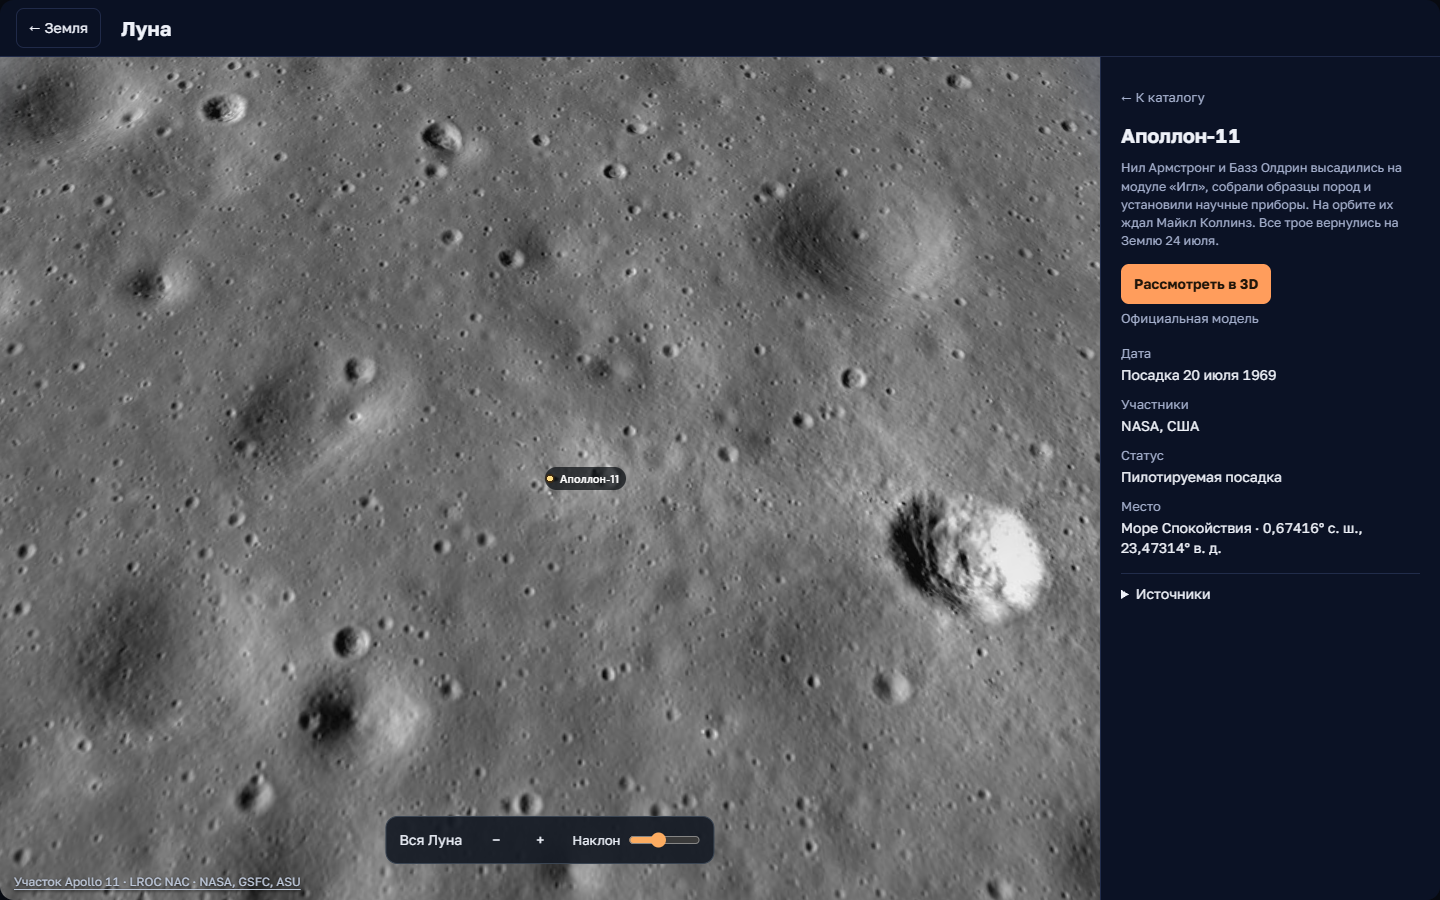 ← Земля
Луна
← К каталогу
Аполлон-11
Нил Армстронг и Базз Олдрин высадились на
модуле «Игл», собрали образцы пород и
установили научные приборы. На орбите их
ждал Майкл Коллинз. Все трое вернулись на
Землю 24 июля.
Рассмотреть в 3D
Официальная модель
Дата
Посадка 20 июля 1969
Участники
NASA, США
Статус
Пилотируемая посадка
Место
Море Спокойствия · 0,67416° с. ш.,
23,47314° в. д.
▶ Источники
Аполлон-11
Вся Луна − + Наклон
Участок Apollo 11 · LROC NAC · NASA, GSFC, ASU